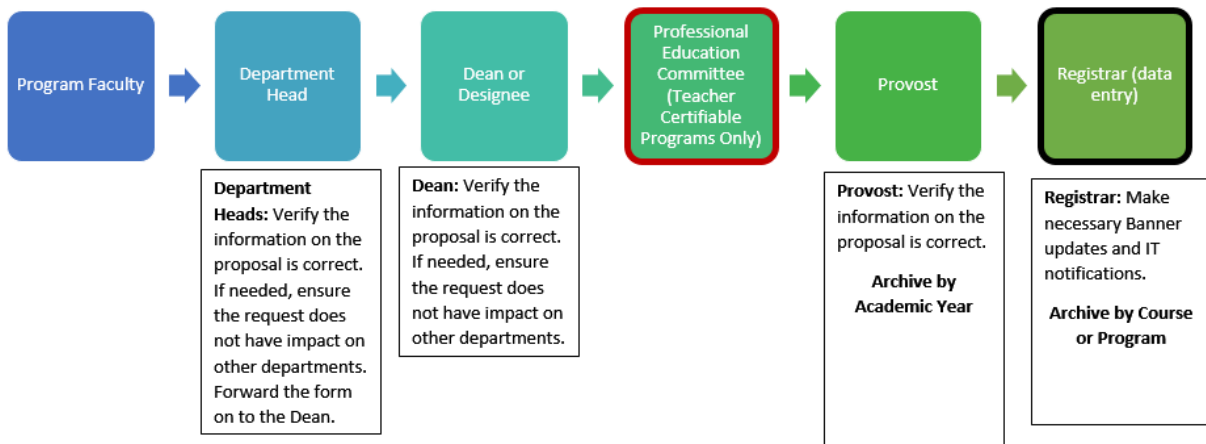 Program Faculty
Department
Head
Dean or
Designee
Professional
Education
Committee
(Teacher
Certifiable
Programs Only)
Provost
Registrar (data
entry)
Department
Heads: Verify the
information on the
proposal is correct.
If needed, ensure
the request does
not have impact on
other departments.
Forward the form
on to the Dean.
Dean: Verify the
information on the
proposal is correct.
If needed, ensure
the request does
not have impact on
other departments.
Provost: Verify the
information on the
proposal is correct.
Archive by
Academic Year
Registrar: Make
necessary Banner
updates and IT
notifications.
Archive by Course
or Program